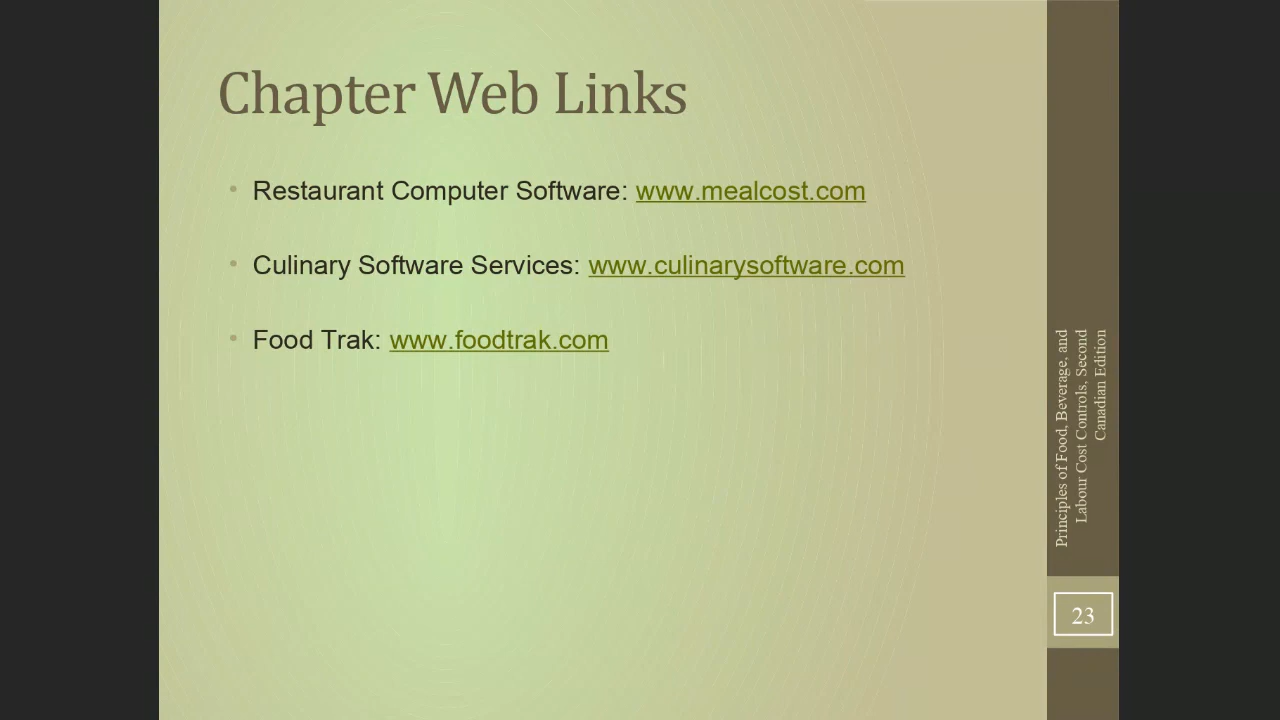 Chapter Web Links
• Restaurant Computer Software: www.mealcost.com
• Culinary Software Services: www.culinarysoftware.com
• Food Trak: www.foodtrak.com
Principles of Food, Beverage, and
Labour Cost Controls, Second
Canadian Edition
23